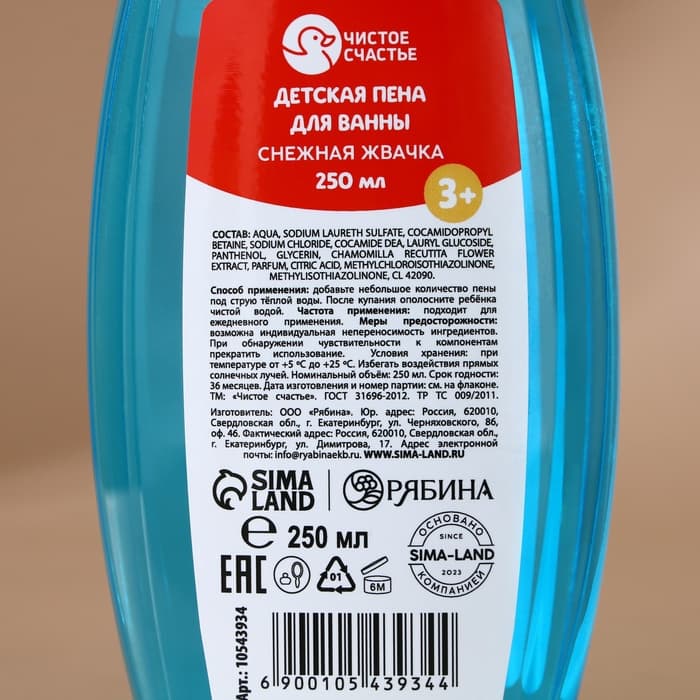 ЧИСТОЕ
СЧАСТЬЕ
ДЕТСКАЯ ПЕНА
ДЛЯ ВАННЫ
СНЕЖНАЯ ЖВАЧКА
250 мл
3+
СОСТАВ: AQUA, SODIUM LAURETH SULFATE, COCAMIDOPROPYL
BETAINE, SODIUM CHLORIDE, COCAMIDE DEA, LAURYL GLUCOSIDE,
PANTHENOL, GLYCERIN, CHAMOMILLA RECUTITA FLOWER
EXTRACT, PARFUM, CITRIC ACID, METHYLCHLOROISOTHIAZOLINONE,
METHYLISOTHIAZOLINONE, CL 42090.
Способ применения: добавьте небольшое количество пены
под струю тёплой воды. После купания ополосните ребёнка
чистой водой. Частота применения: подходит для
ежедневного применения. Меры предосторожности:
возможна индивидуальная непереносимость ингредиентов.
При обнаружении чувствительности к компонентам
прекратить использование. Условия хранения: при
температуре от +5 °С до +25 °С. Избегать воздействия прямых
солнечных лучей. Номинальный объём: 250 мл. Срок годности:
36 месяцев. Дата изготовления и номер партии: см. на флаконе.
ТМ: «Чистое счастье». ГОСТ 31696-2012. ТР ТС 009/2011.
Изготовитель: ООО «Рябина». Юр. адрес: Россия, 620010,
Свердловская обл., г. Екатеринбург, ул. Черняховского, 86,
оф. 46. Фактический адрес: Россия, 620010, Свердловская обл.,
г. Екатеринбург, ул. Димитрова, 17. Адрес электронной
почты: info@ryabinaekb.ru. WWW.SIMA-LAND.RU
SIMA LAND РЯБИНА
℮ 250 мл
ОСНОВАНО
SINCE
SIMA-LAND
2023
КОМПАНИЕЙ
EAC 01 6M
Арт.: 10543934
6 900105 439344